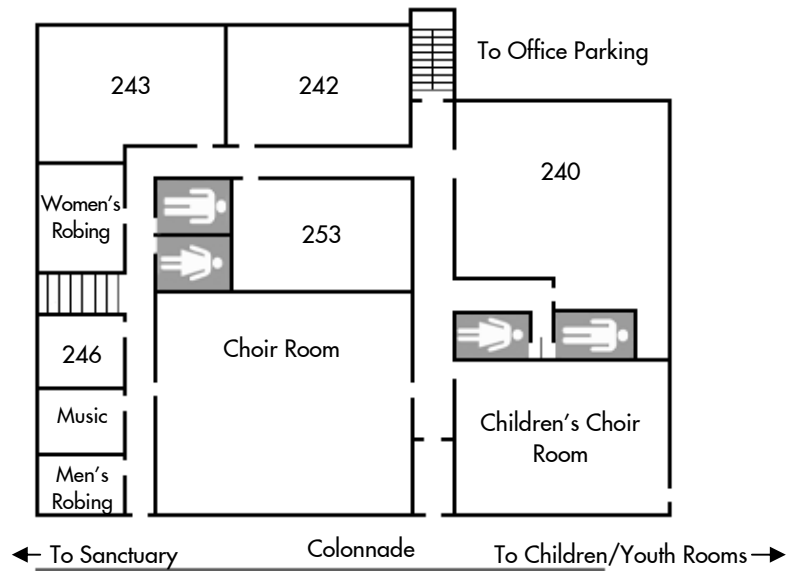 To Office Parking
243
242
240
Women's
Robing
253
246
Choir Room
Music
Children's Choir
Room
Men's
Robing
To Sanctuary
Colonnade
To Children/Youth Rooms